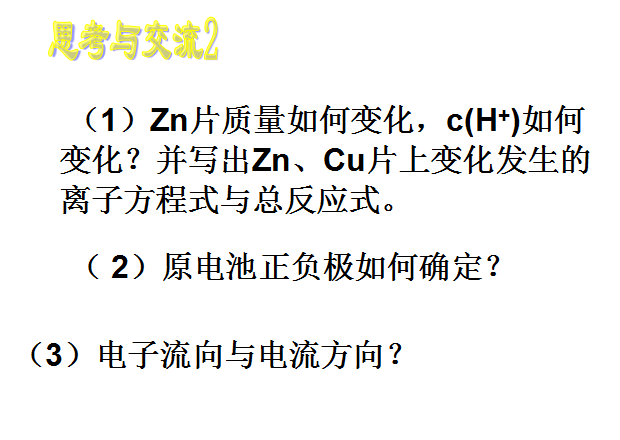 思考与交流2
（1）Zn片质量如何变化，c(H⁺)如何
变化？并写出Zn、Cu片上变化发生的
离子方程式与总反应式。
（ 2）原电池正负极如何确定？
（3）电子流向与电流方向？